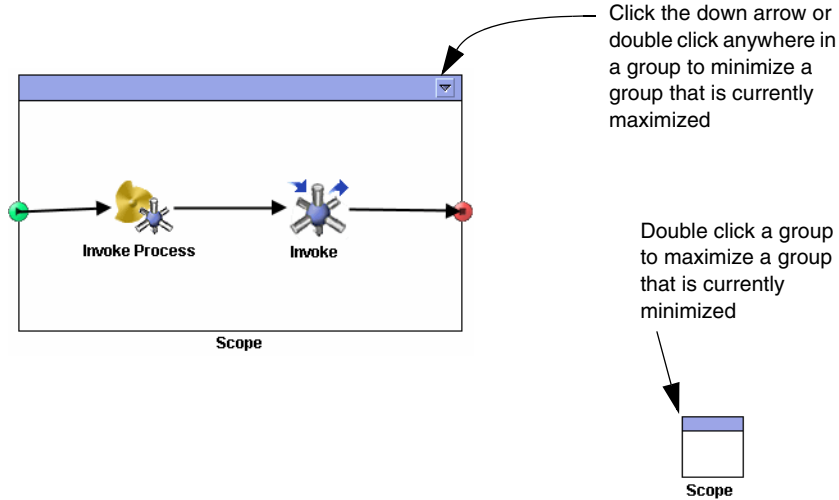 Click the down arrow or
double click anywhere in
a group to minimize a
group that is currently
maximized
Invoke Process
Invoke
Scope
Double click a group
to maximize a group
that is currently
minimized
Scope